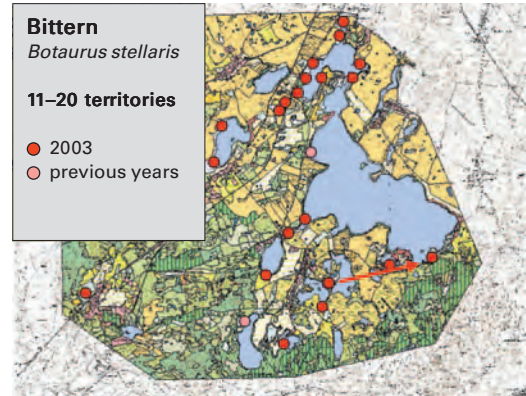 Bittern
Botaurus stellaris
11–20 territories
2003
previous years